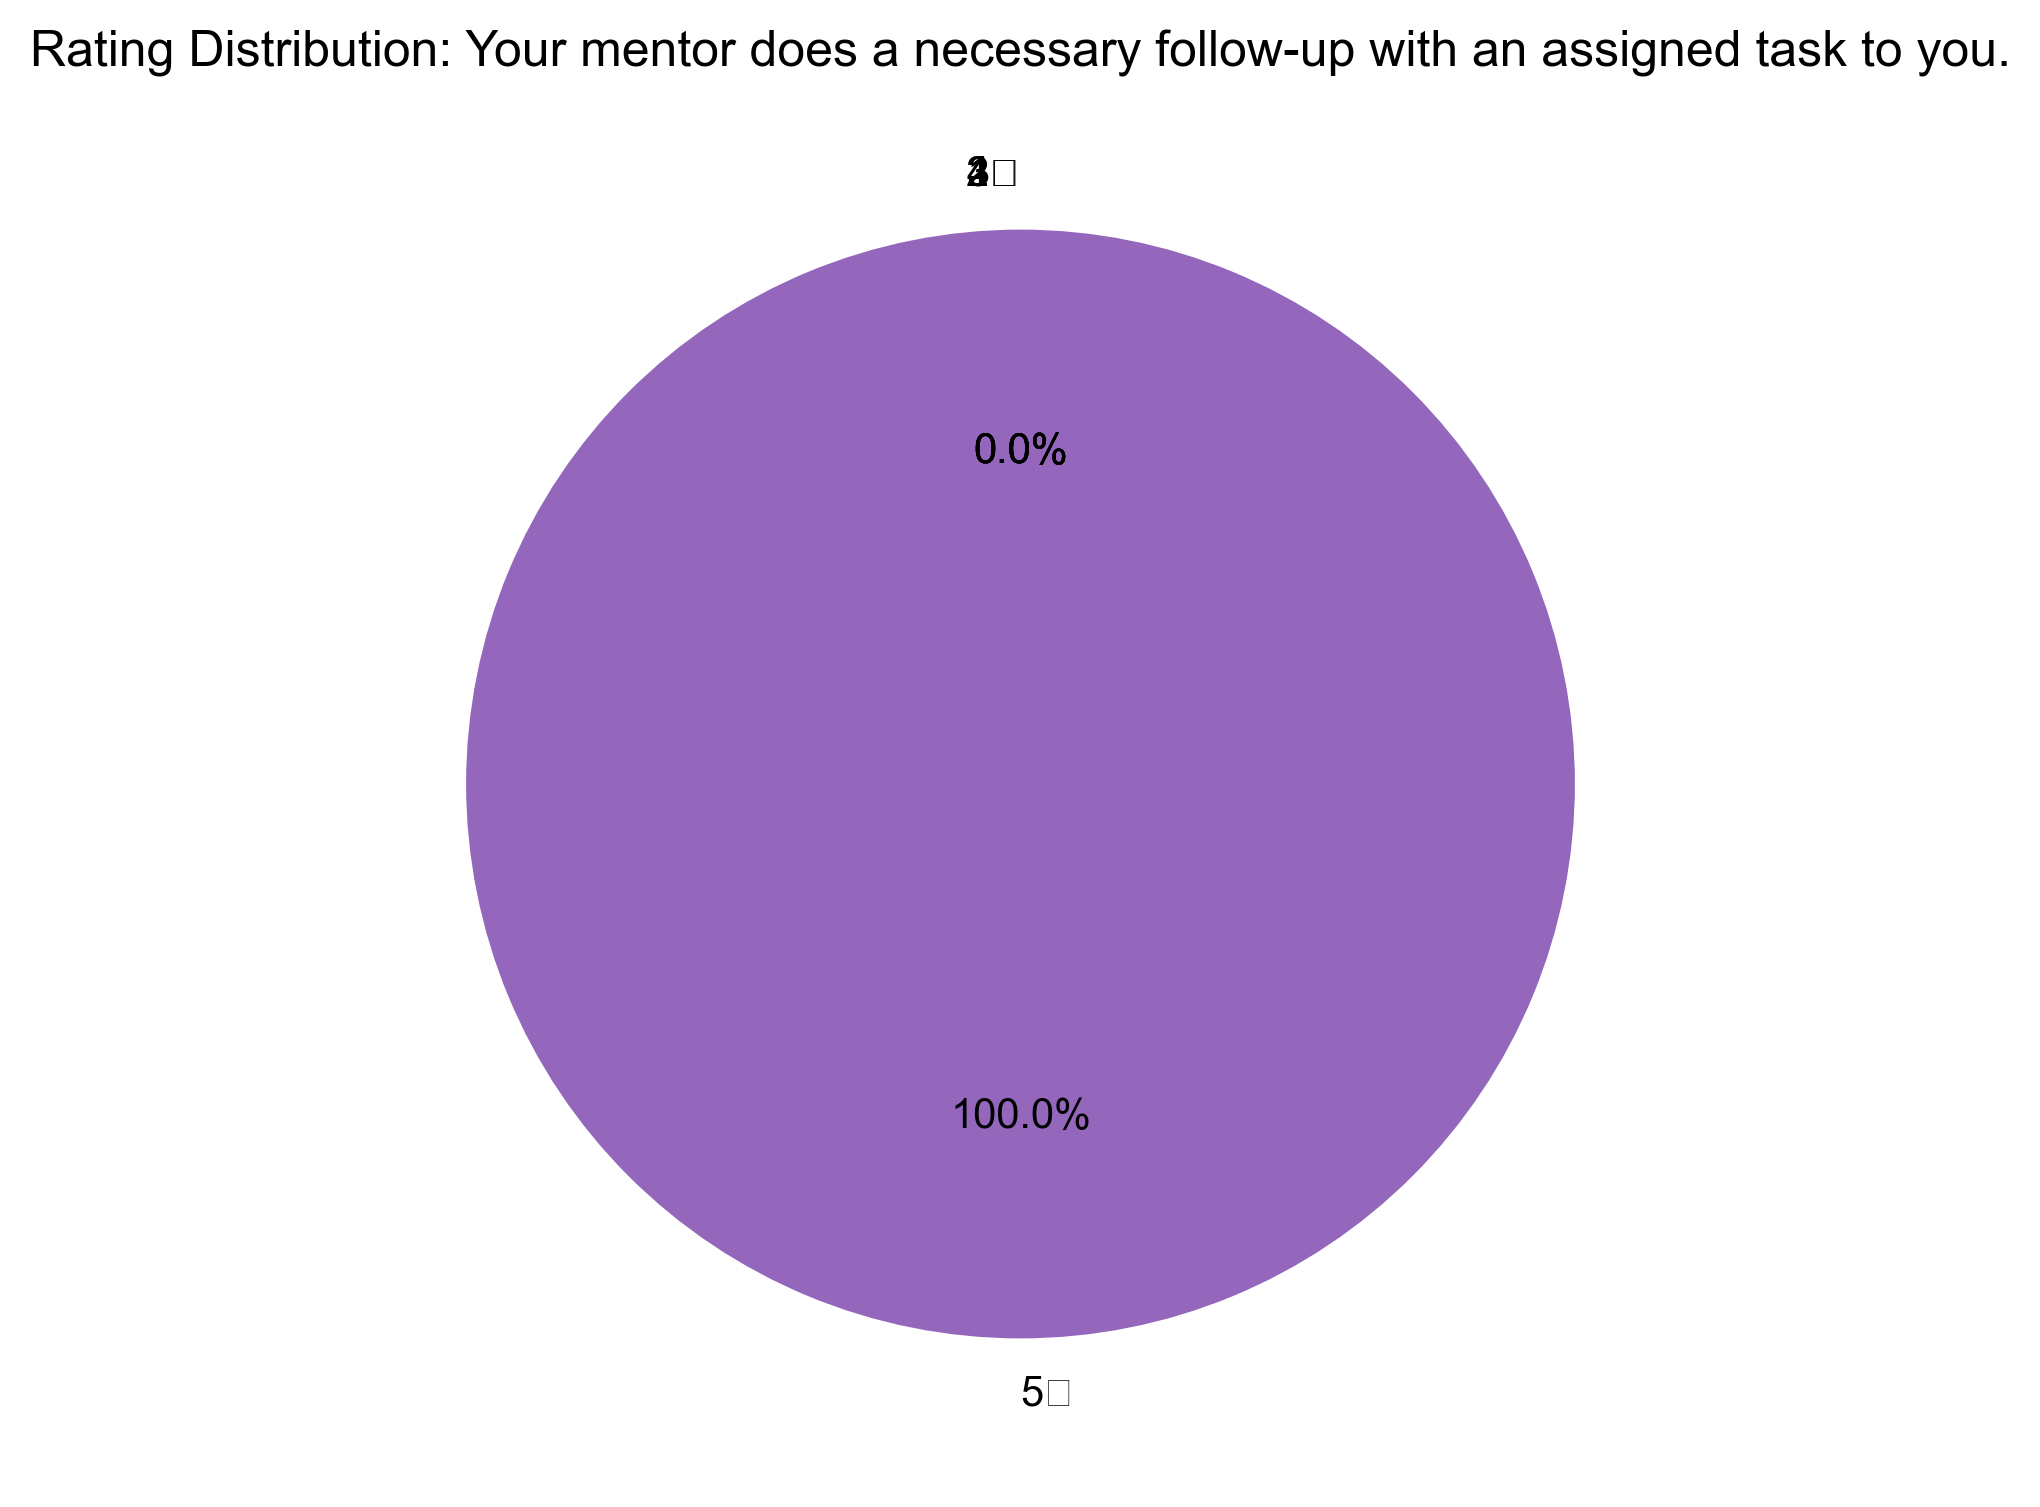 Rating Distribution: Your mentor does a necessary follow-up with an assigned task to you.
0.0%
100.0%
5